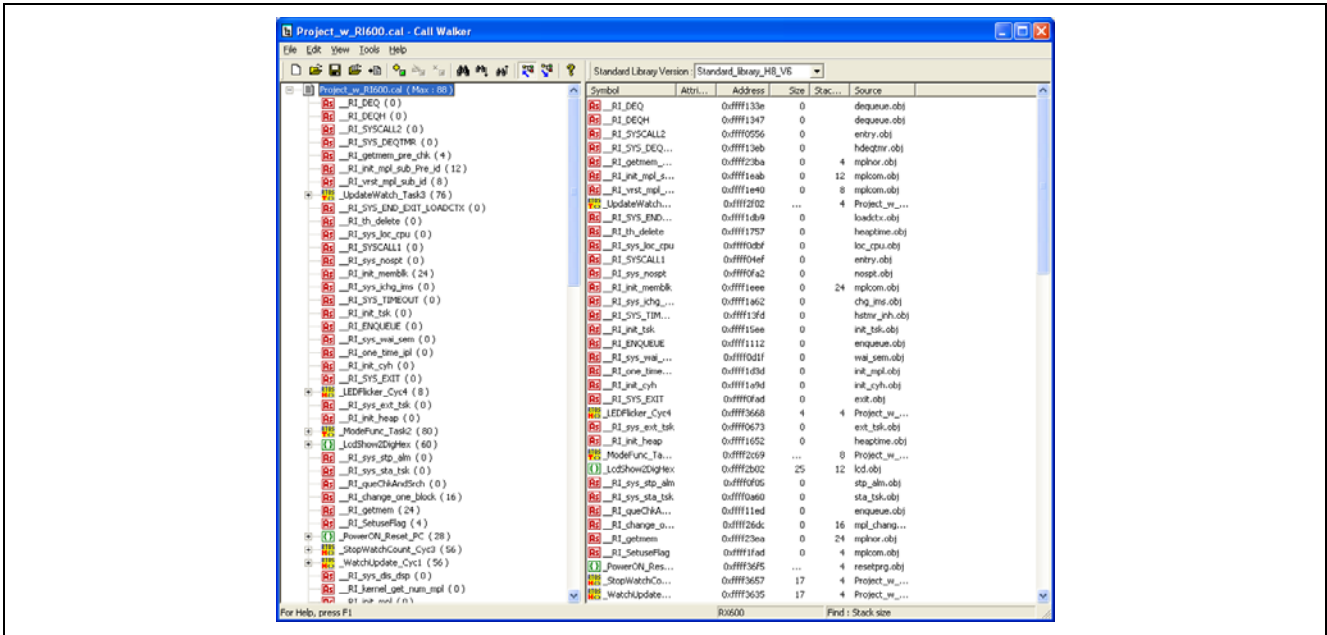 Project_w_RI600.cal - Call Walker
File Edit View Tools Help
Standard Library Version : Standard_library_H8_V6
Project_w_RI600.cal ( Max : 88 )
__RI_DEQ ( 0 )
__RI_DEQH ( 0 )
__RI_SYSCALL2 ( 0 )
__RI_SYS_DEQTMR ( 0 )
__RI_getmem_pre_chk ( 4 )
__RI_init_mpl_sub_Pre_id ( 12 )
__RI_vrst_mpl_sub_id ( 8 )
_UpdateWatch_Task3 ( 76 )
__RI_SYS_END_EXIT_LOADCTX ( 0 )
__RI_th_delete ( 0 )
__RI_sys_loc_cpu ( 0 )
__RI_SYSCALL1 ( 0 )
__RI_sys_nospt ( 0 )
__RI_init_memblk ( 24 )
__RI_sys_ichg_ims ( 0 )
__RI_SYS_TIMEOUT ( 0 )
__RI_init_tsk ( 0 )
__RI_ENQUEUE ( 0 )
__RI_sys_wai_sem ( 0 )
__RI_one_time_ipl ( 0 )
__RI_init_cyh ( 0 )
__RI_SYS_EXIT ( 0 )
_LEDFlicker_Cyc4 ( 8 )
__RI_sys_ext_tsk ( 0 )
__RI_init_heap ( 0 )
_ModeFunc_Task2 ( 80 )
_LcdShow2DigHex ( 60 )
__RI_sys_stp_alm ( 0 )
__RI_sys_sta_tsk ( 0 )
__RI_queChkAndSrch ( 0 )
__RI_change_one_block ( 16 )
__RI_getmem ( 24 )
__RI_SetuseFlag ( 4 )
_PowerON_Reset_PC ( 28 )
_StopWatchCount_Cyc3 ( 56 )
_WatchUpdate_Cyc1 ( 56 )
__RI_sys_dis_dsp ( 0 )
__RI_kernel_get_num_mpl ( 0 )
__RI_init_mpl ( 0 )
Symbol Attri... Address Size Stac... Source
__RI_DEQ 0xffff133e 0 dequeue.obj
__RI_DEQH 0xffff1347 0 dequeue.obj
__RI_SYSCALL2 0xffff0556 0 entry.obj
__RI_SYS_DEQ... 0xffff13eb 0 hdeqtmr.obj
__RI_getmem_... 0xffff23ba 0 4 mplnor.obj
__RI_init_mpl_s... 0xffff1eab 0 12 mplcom.obj
__RI_vrst_mpl_... 0xffff1e40 0 8 mplcom.obj
_UpdateWatch... 0xffff2f02 ... 4 Project_w_...
__RI_SYS_END... 0xffff1db9 0 loadctx.obj
__RI_th_delete 0xffff1757 0 heaptime.obj
__RI_sys_loc_cpu 0xffff0dbf 0 loc_cpu.obj
__RI_SYSCALL1 0xffff04ef 0 entry.obj
__RI_sys_nospt 0xffff0fa2 0 nospt.obj
__RI_init_memblk 0xffff1eee 0 24 mplcom.obj
__RI_sys_ichg_... 0xffff1a62 0 chg_ims.obj
__RI_SYS_TIM... 0xffff13fd 0 hstmr_inh.obj
__RI_init_tsk 0xffff15ee 0 init_tsk.obj
__RI_ENQUEUE 0xffff1112 0 enqueue.obj
__RI_sys_wai_... 0xffff0d1f 0 wai_sem.obj
__RI_one_time... 0xffff1d3d 0 init_mpl.obj
__RI_init_cyh 0xffff1a9d 0 init_cyh.obj
__RI_SYS_EXIT 0xffff0fad 0 exit.obj
_LEDFlicker_Cyc4 0xffff3668 4 4 Project_w_...
__RI_sys_ext_tsk 0xffff0673 0 ext_tsk.obj
__RI_init_heap 0xffff1652 0 heaptime.obj
_ModeFunc_Ta... 0xffff2c69 ... 8 Project_w_...
_LcdShow2DigHex 0xffff2b02 25 12 lcd.obj
__RI_sys_stp_alm 0xffff0f05 0 stp_alm.obj
__RI_sys_sta_tsk 0xffff0a60 0 sta_tsk.obj
__RI_queChkA... 0xffff11ed 0 enqueue.obj
__RI_change_o... 0xffff26dc 0 16 mpl_chang...
__RI_getmem 0xffff23ea 0 24 mplnor.obj
__RI_SetuseFlag 0xffff1fad 0 4 mplcom.obj
_PowerON_Res... 0xffff36f5 ... 4 resetprg.obj
_StopWatchCo... 0xffff3657 17 4 Project_w_...
_WatchUpdate... 0xffff3635 17 4 Project_w_...
For Help, press F1 RX600 Find : Stack size